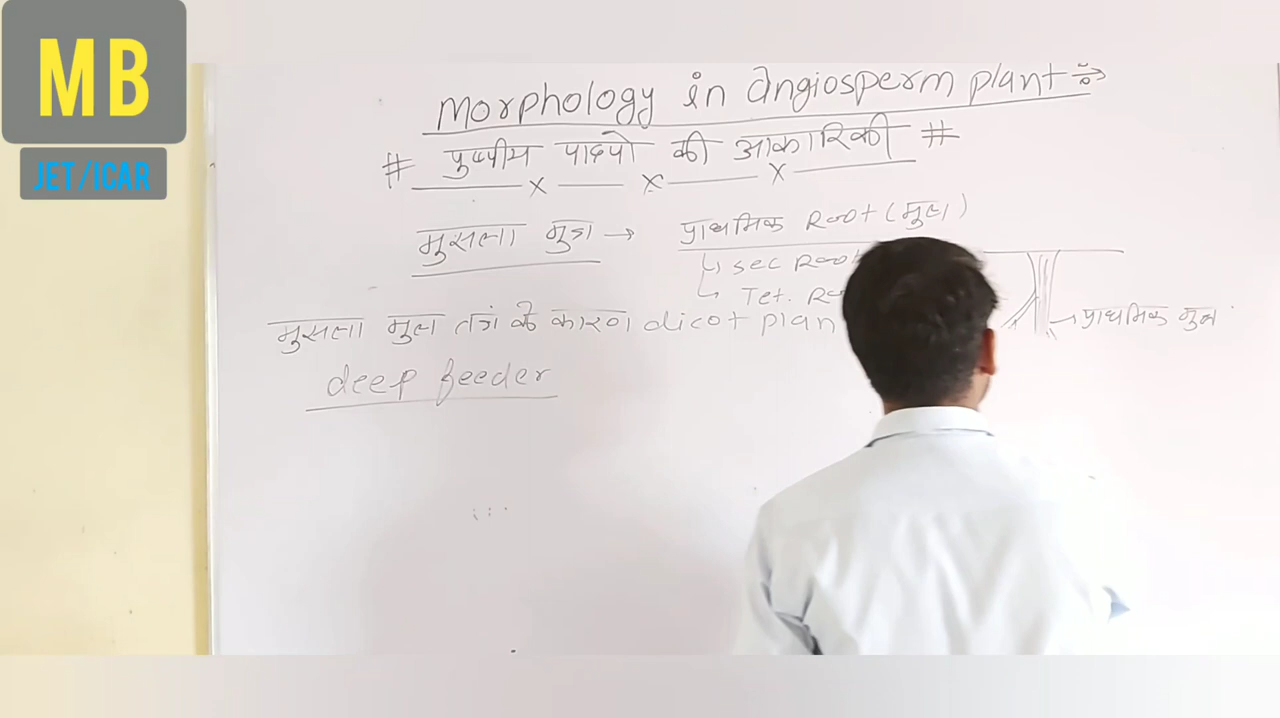 MB
JET/ICAR
Morphology in angiosperm plant :→
# पुष्पीय पादपो की आकारिकी #
मुसला मुल → प्राथमिक Root (मुल)
↳ sec Root
↳ Tet. Ro
मुसला मुल तंत्र के कारण dicot plan
→ प्राथमिक मुल
deep feeder